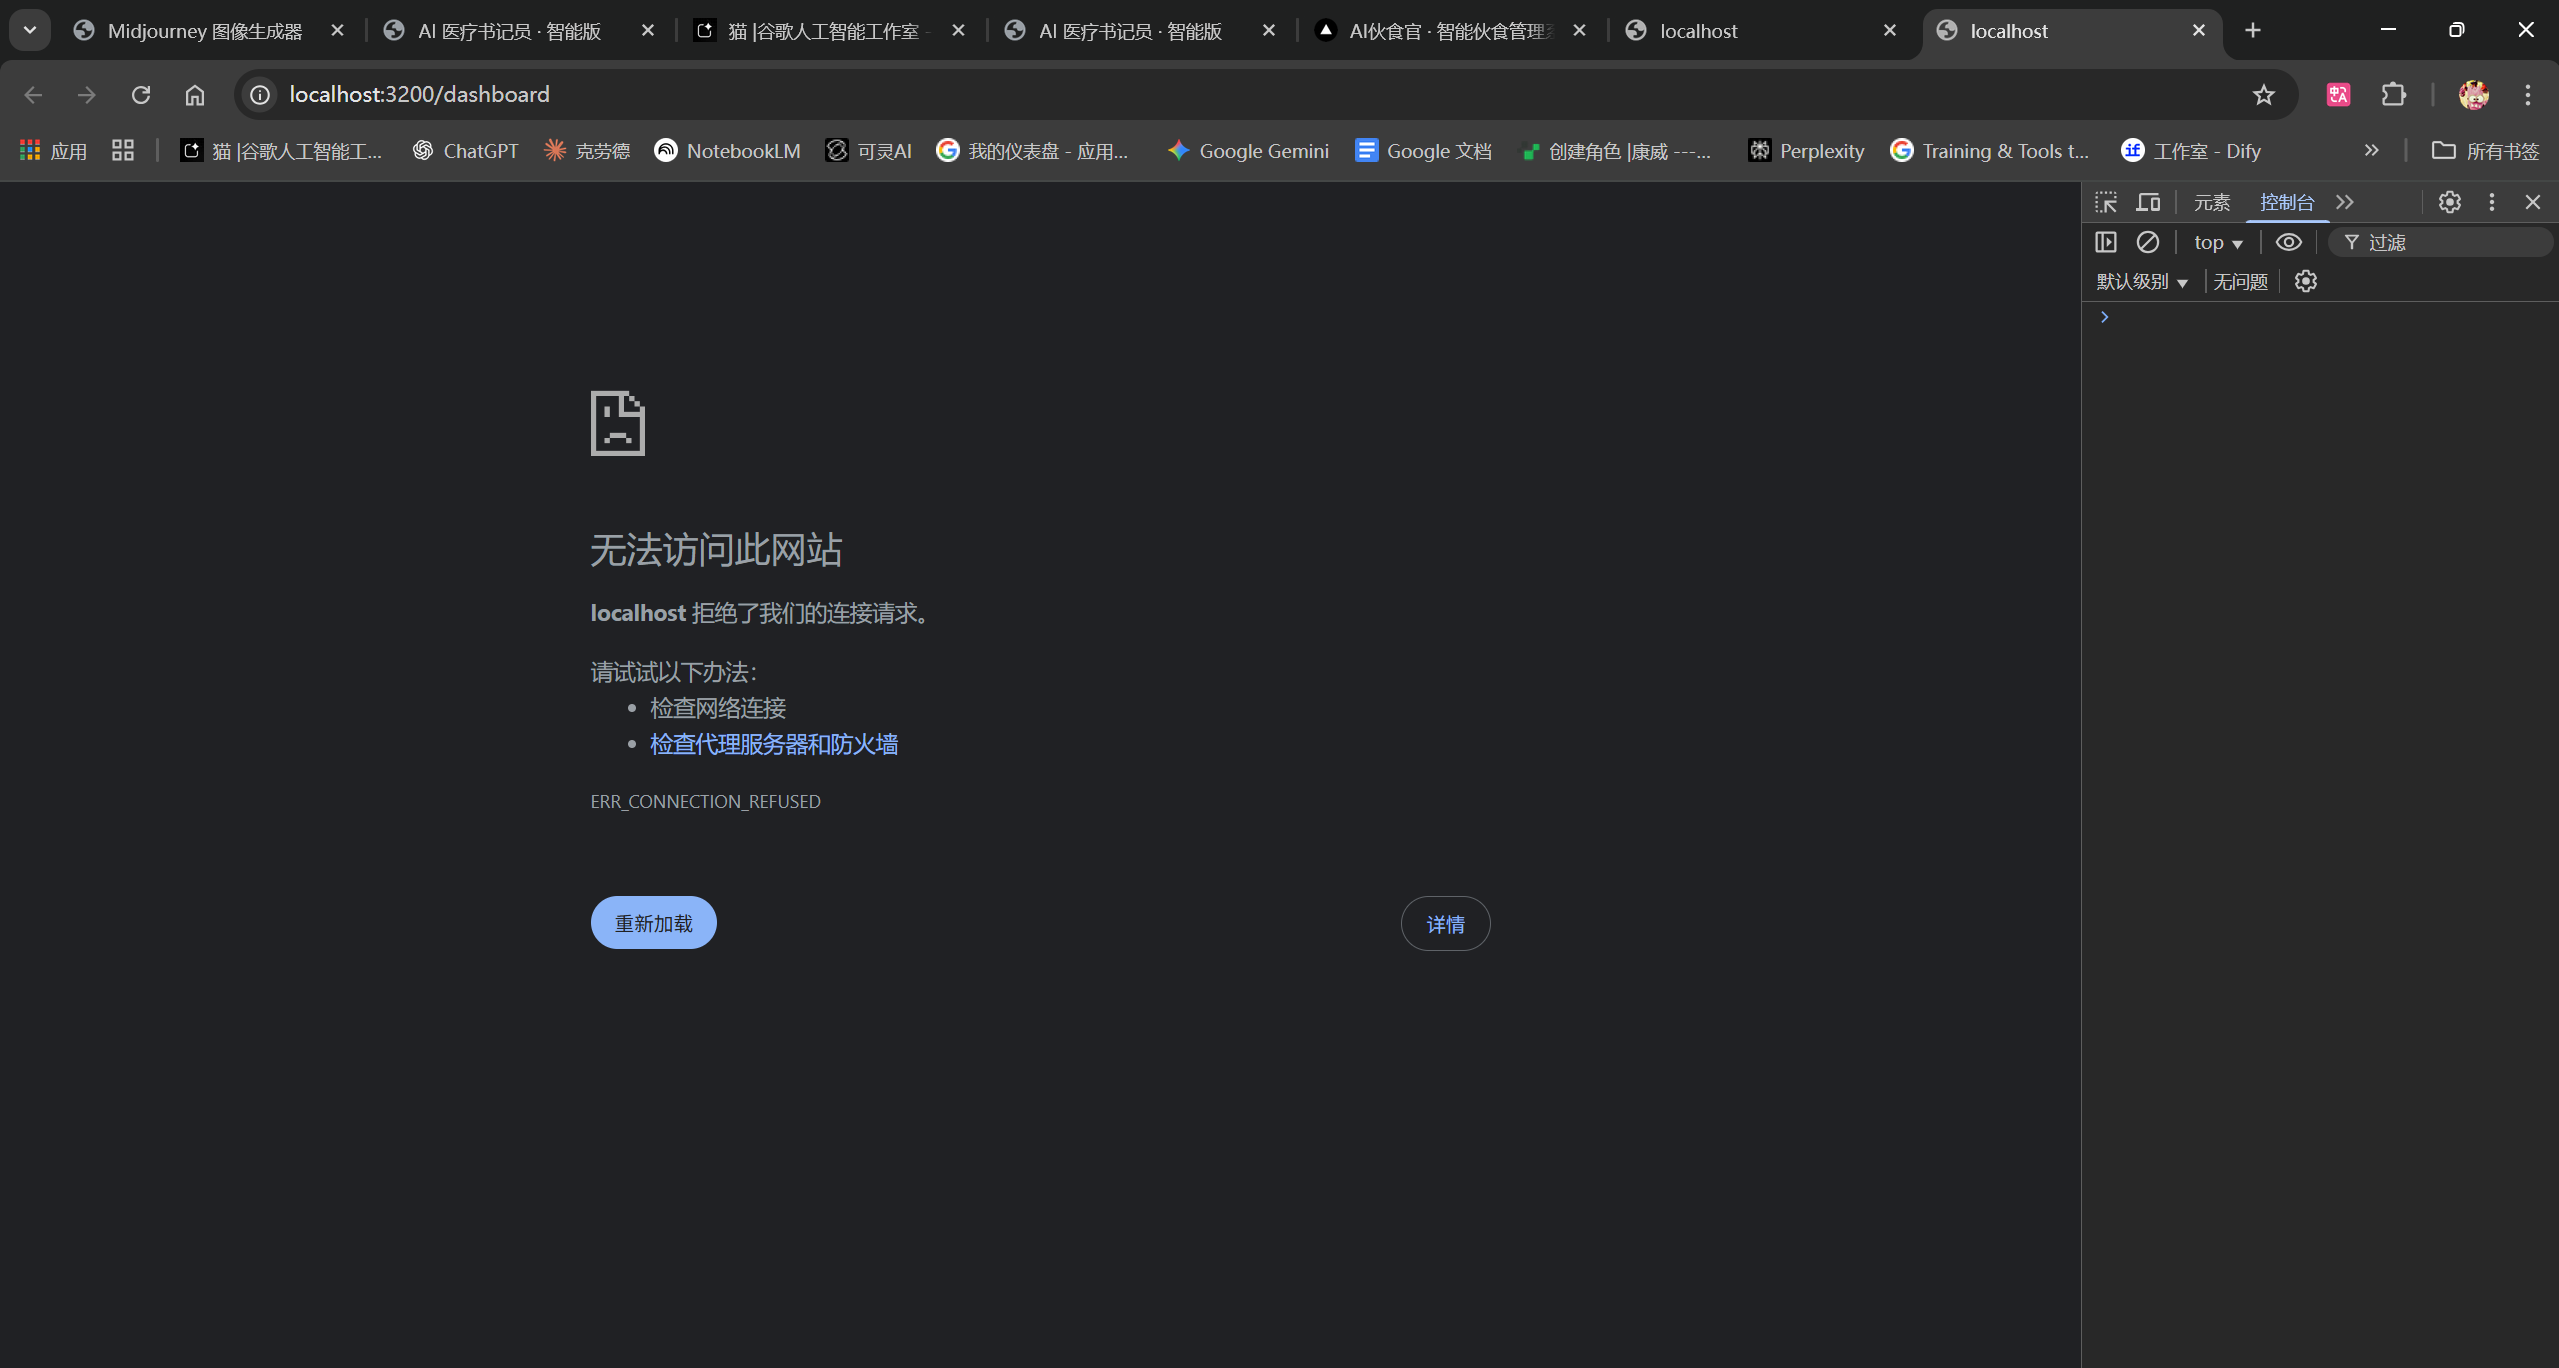 Midjourney 图像生成器
AI 医疗书记员 · 智能版
猫 |谷歌人工智能工作室 -
AI 医疗书记员 · 智能版
AI伙食官 · 智能伙食管理
localhost
localhost
localhost:3200/dashboard
应用
猫 |谷歌人工智能工...
ChatGPT
克劳德
NotebookLM
可灵AI
我的仪表盘 - 应用...
Google Gemini
Google 文档
创建角色 |康威 ---...
Perplexity
Training & Tools t...
工作室 - Dify
所有书签
元素
控制台
top
过滤
默认级别
无问题
无法访问此网站
localhost 拒绝了我们的连接请求。
请试试以下办法：
• 检查网络连接
• 检查代理服务器和防火墙
ERR_CONNECTION_REFUSED
重新加载
详情